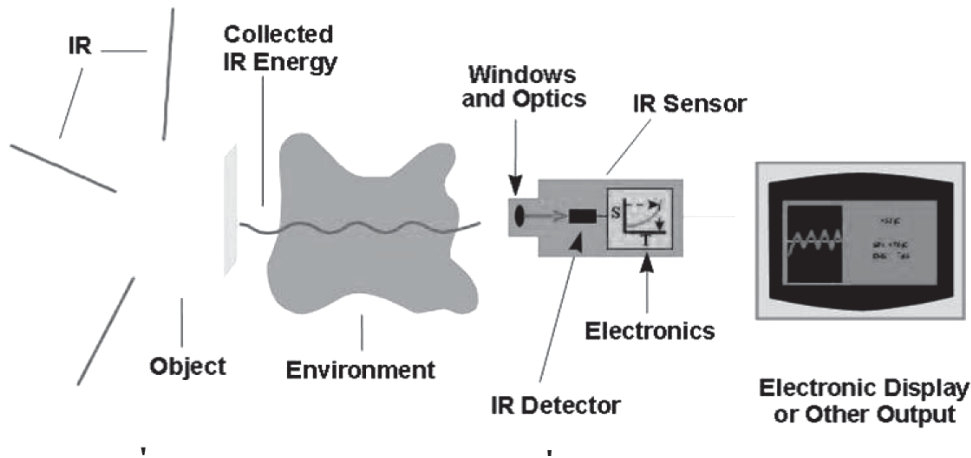 IR
Collected
IR Energy
Windows
and Optics
IR Sensor
S
T
Object
Environment
Electronics
IR Detector
Electronic Display
or Other Output